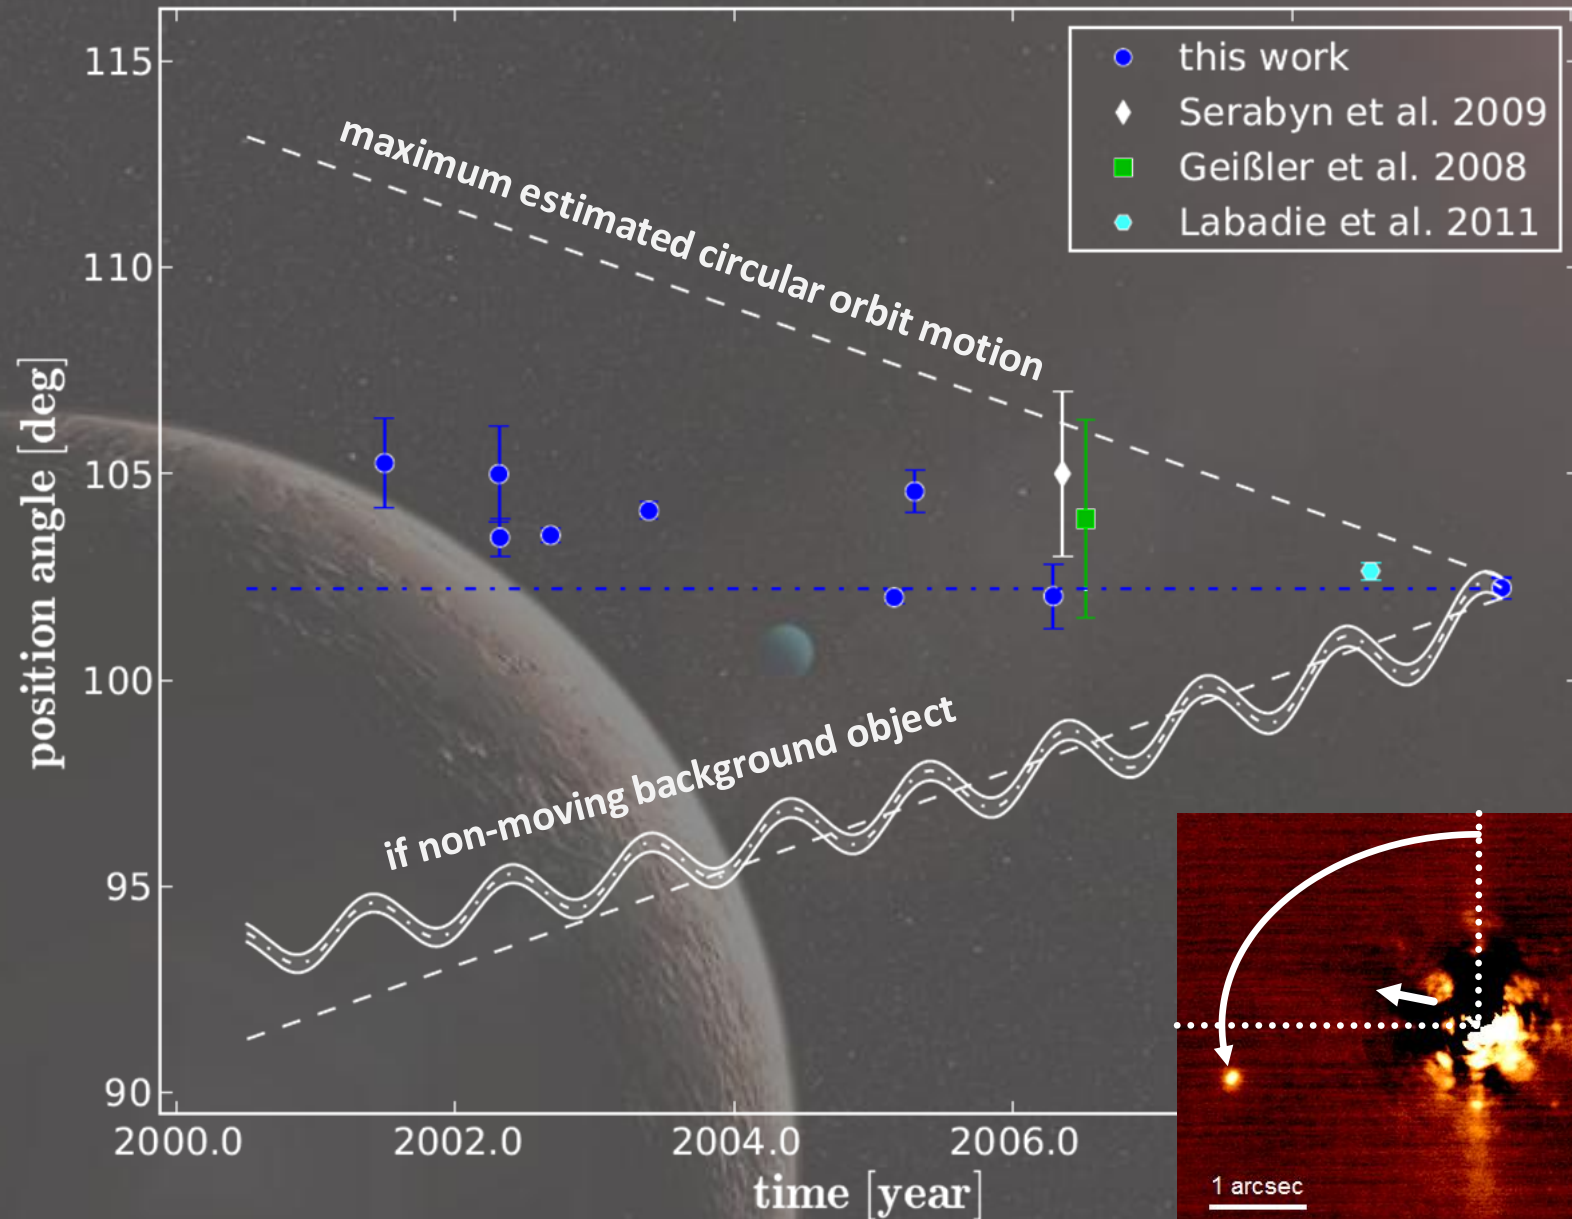 115
110
105
100
95
90
position angle [deg]
2000.0
2002.0
2004.0
2006.0
time [year]
this work
Serabyn et al. 2009
Geißler et al. 2008
Labadie et al. 2011
maximum estimated circular orbit motion
if non-moving background object
1 arcsec